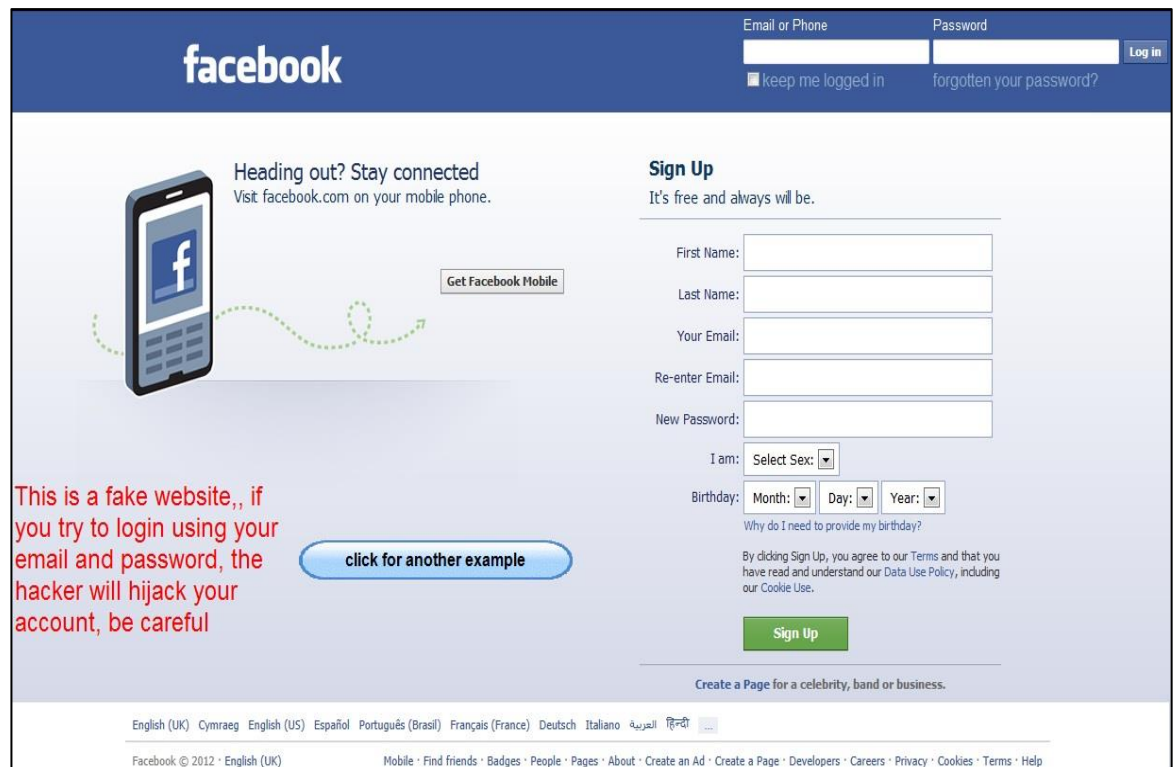 Email or Phone Password
facebook
Log in
keep me logged in forgotten your password?
Heading out? Stay connected
Visit facebook.com on your mobile phone.
Get Facebook Mobile
Sign Up
It's free and always will be.
First Name:
Last Name:
Your Email:
Re-enter Email:
New Password:
I am: Select Sex:
Birthday: Month: Day: Year:
Why do I need to provide my birthday?
By clicking Sign Up, you agree to our Terms and that you
have read and understand our Data Use Policy, including
our Cookie Use.
Sign Up
Create a Page for a celebrity, band or business.
This is a fake website,, if
you try to login using your
email and password, the
hacker will hijack your
account, be careful
click for another example
English (UK) Cymraeg English (US) Español Português (Brasil) Français (France) Deutsch Italiano العربية हिन्दी ...
Facebook © 2012 · English (UK) Mobile · Find friends · Badges · People · Pages · About · Create an Ad · Create a Page · Developers · Careers · Privacy · Cookies · Terms · Help